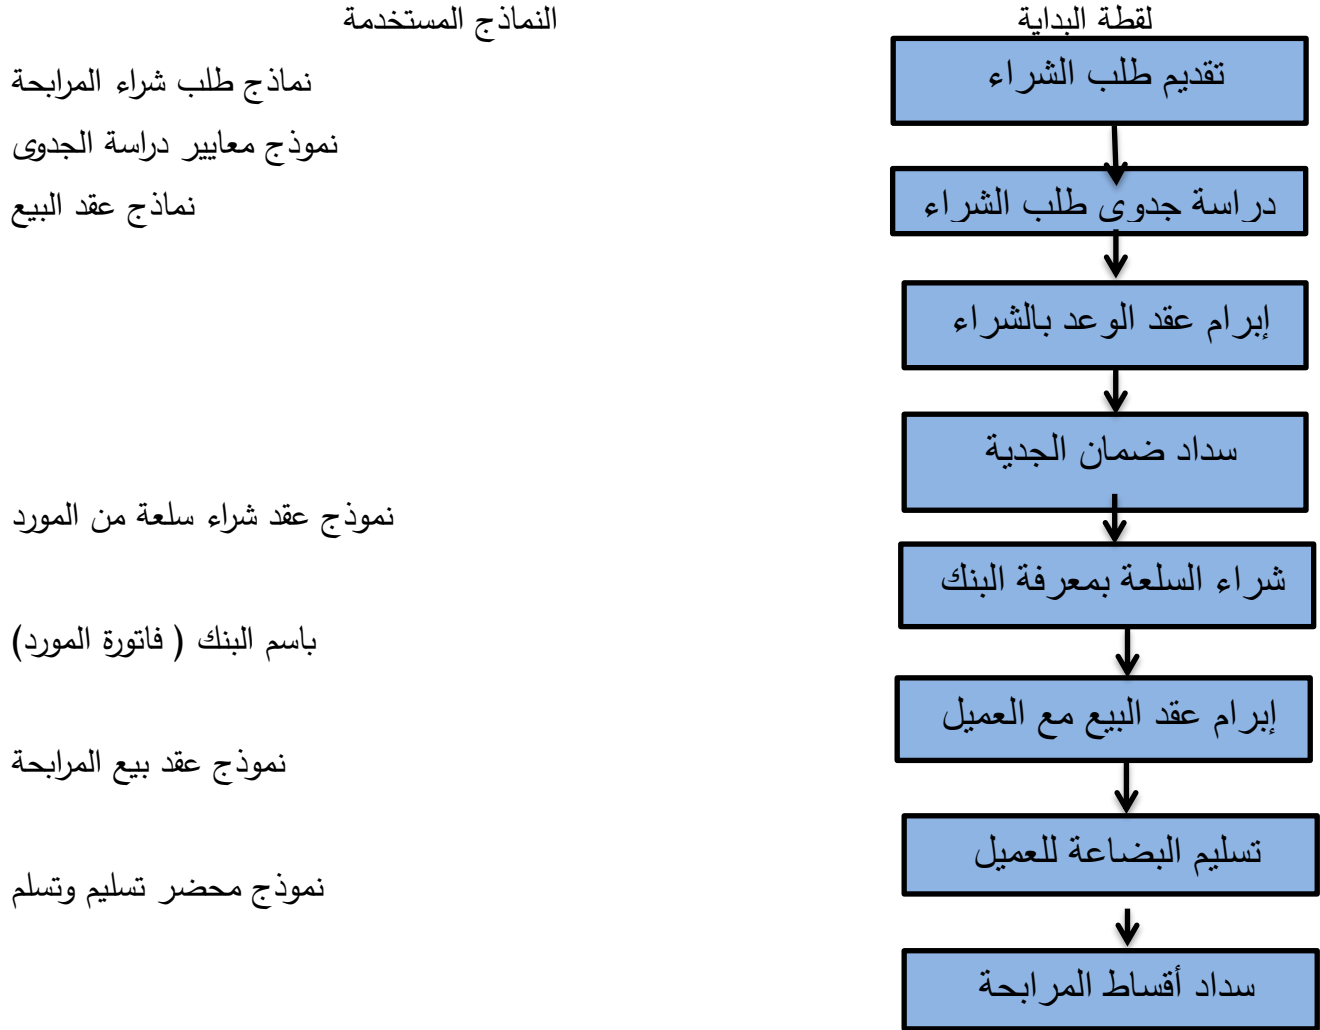 لقطة البداية
النماذج المستخدمة
تقديم طلب الشراء
نماذج طلب شراء المرابحة
نموذج معايير دراسة الجدوى
دراسة جدوى طلب الشراء
نماذج عقد البيع
إبرام عقد الوعد بالشراء
سداد ضمان الجدية
نموذج عقد شراء سلعة من المورد
شراء السلعة بمعرفة البنك
باسم البنك ( فاتورة المورد)
إبرام عقد البيع مع العميل
نموذج عقد بيع المرابحة
تسليم البضاعة للعميل
نموذج محضر تسليم وتسلم
سداد أقساط المرابحة